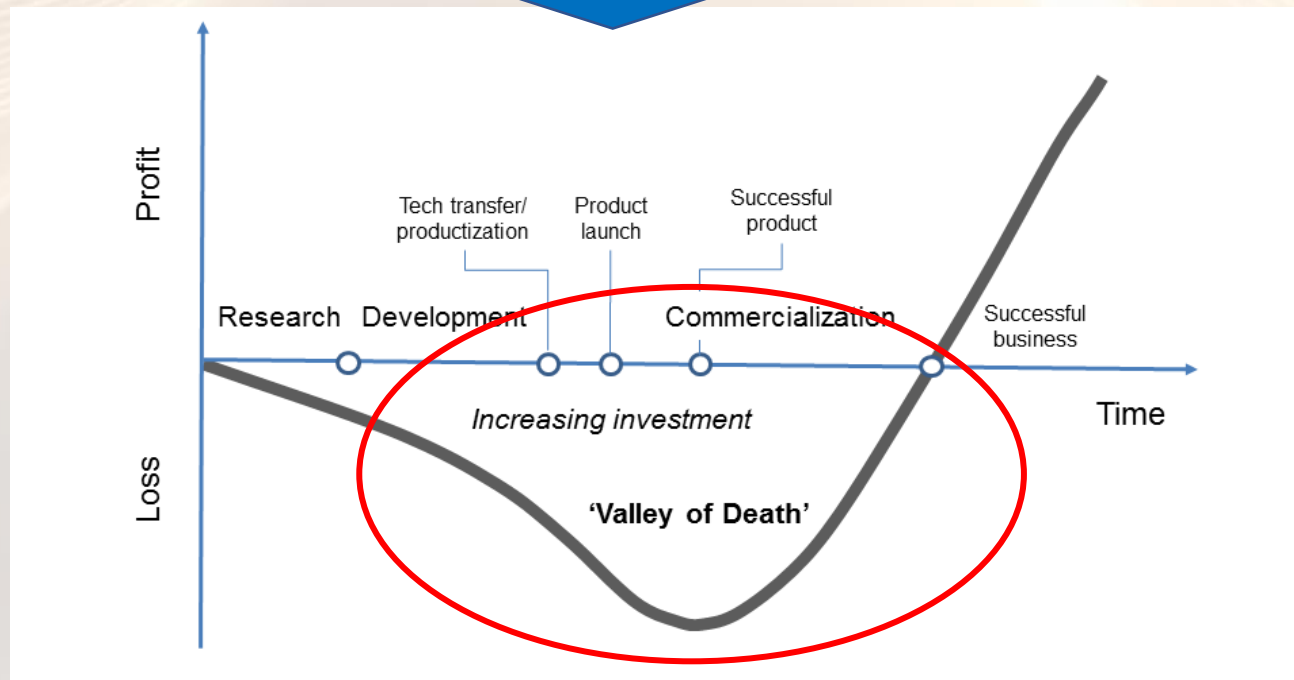 Profit
Loss
Tech transfer/
productization
Product
launch
Successful
product
Research
Development
Commercialization
Successful
business
Increasing investment
Time
‘Valley of Death’